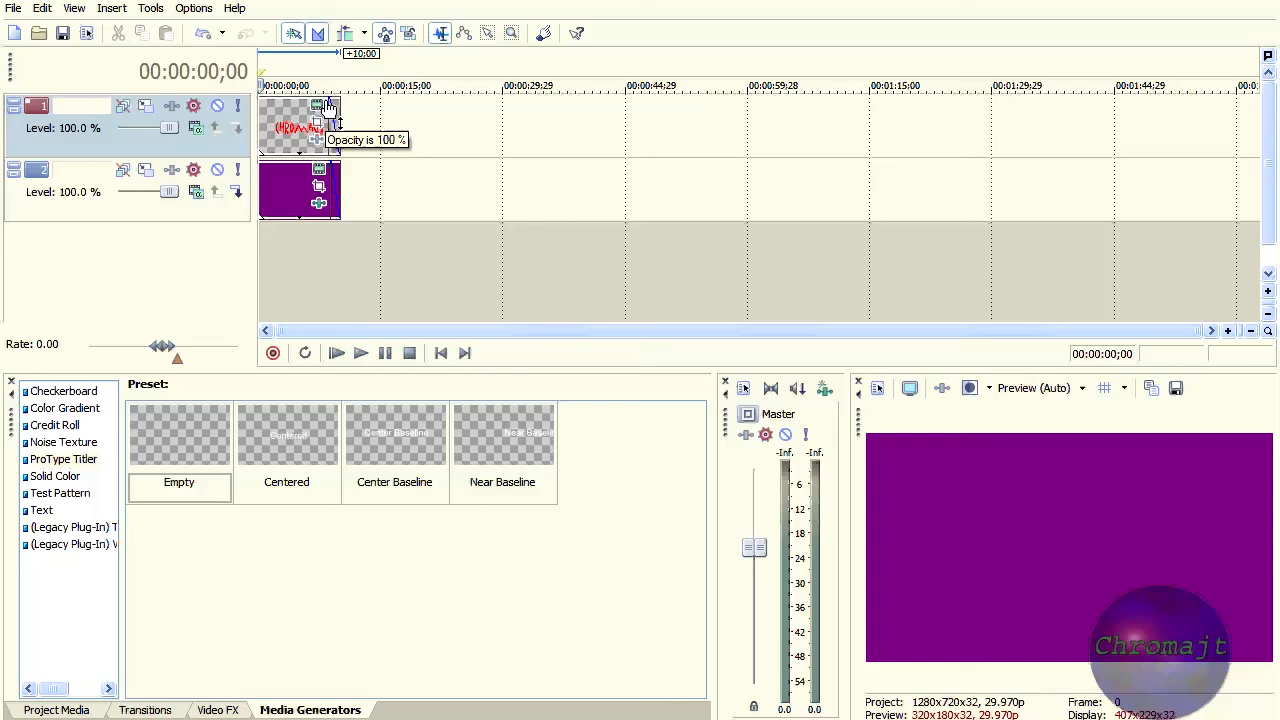 File Edit View Insert Tools Options Help
+10;00
00:00:00;00
00:00:00;00 00:00:15;00 00:00:29;29 00:00:44;29 00:00:59;28 00:01:15;00 00:01:29;29 00:01:44;29
1
Level: 100.0 %
Opacity is 100 %
2
Level: 100.0 %
Rate: 0.00
00:00:00;00
Checkerboard
Color Gradient
Credit Roll
Noise Texture
ProType Titler
Solid Color
Test Pattern
Text
(Legacy Plug-In) T
(Legacy Plug-In)
Preset:
Centered
Center Baseline
Empty
Centered
Center Baseline
Near Baseline
Master
-Inf. -Inf.
6
12
18
24
30
36
42
48
54
0.0 0.0
Preview (Auto)
Chromajt
Project: 1280x720x32, 29.970p
Preview: 320x180x32, 29.970p
Frame: 0
Display: 407x229x32
Project Media Transitions Video FX Media Generators